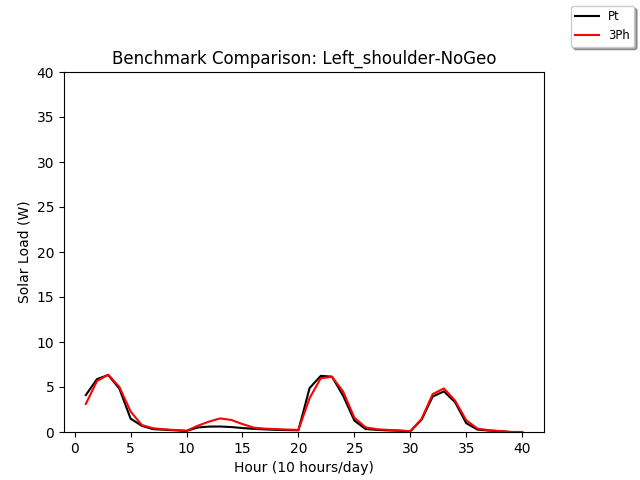 Pt
3Ph
Benchmark Comparison: Left_shoulder-NoGeo
40
35
30
25
20
15
10
5
0
Solar Load (W)
0 5 10 15 20 25 30 35 40
Hour (10 hours/day)